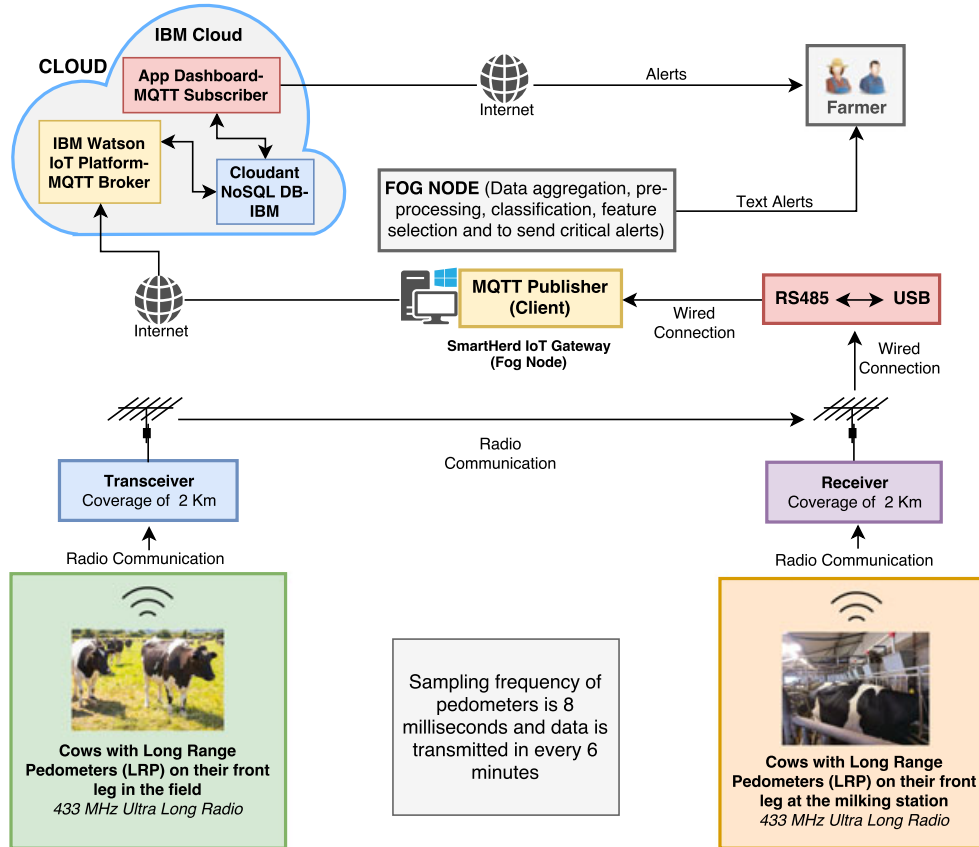 IBM Cloud
CLOUD
App Dashboard-
MQTT Subscriber
IBM Watson
IoT Platform-
MQTT Broker
Cloudant
NoSQL DB-
IBM
Internet
Alerts
Farmer
FOG NODE (Data aggregation, pre-
processing, classification, feature
selection and to send critical alerts)
Text Alerts
Internet
MQTT Publisher
(Client)
SmartHerd IoT Gateway
(Fog Node)
Wired
Connection
RS485 USB
Wired
Connection
Radio
Communication
Transceiver
Coverage of 2 Km
Receiver
Coverage of 2 Km
Radio Communication
Radio Communication
Cows with Long Range
Pedometers (LRP) on their front
leg in the field
433 MHz Ultra Long Radio
Sampling frequency of
pedometers is 8
milliseconds and data is
transmitted in every 6
minutes
Cows with Long Range
Pedometers (LRP) on their front
leg at the milking station
433 MHz Ultra Long Radio